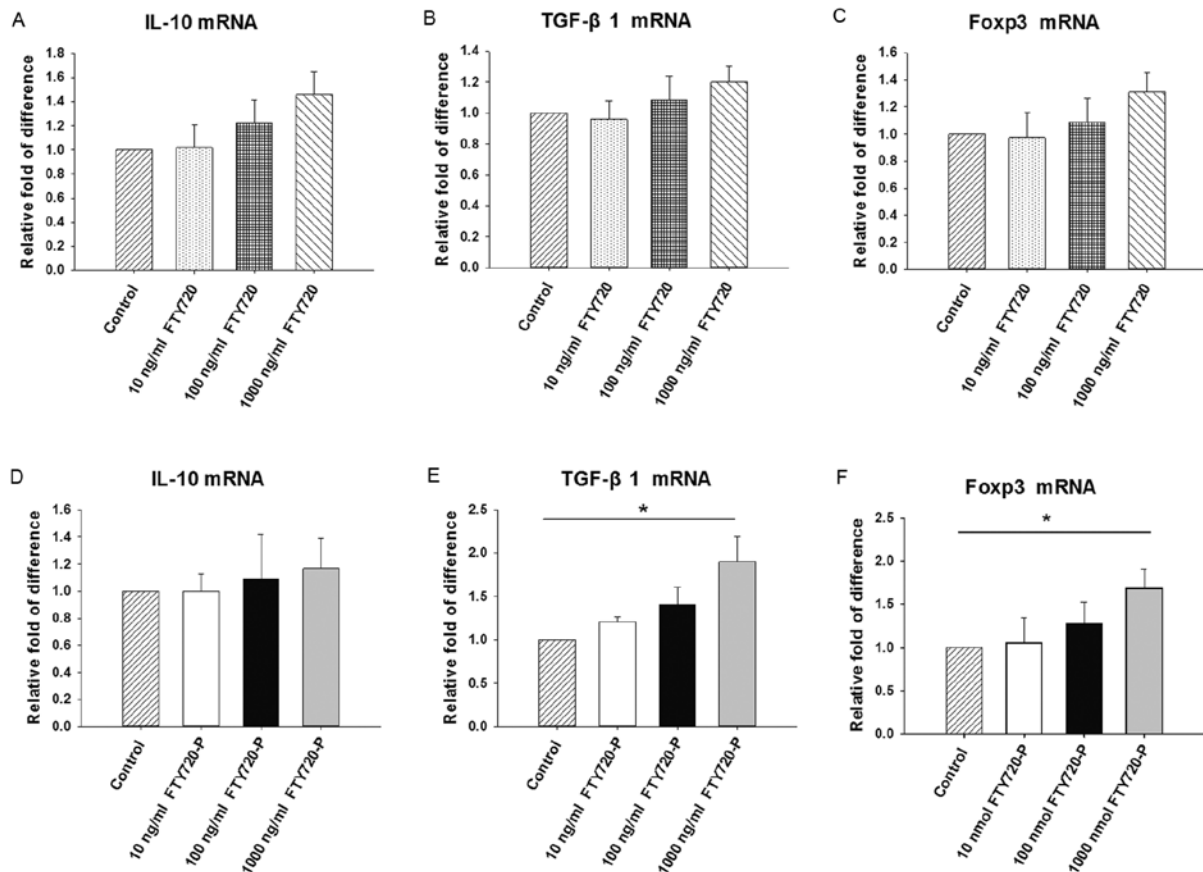 A
IL-10 mRNA
Relative fold of difference
1.8
1.6
1.4
1.2
1.0
0.8
0.6
0.4
0.2
0.0
Control
10 ng/ml FTY720
100 ng/ml FTY720
1000 ng/ml FTY720
B
TGF-β 1 mRNA
Relative fold of difference
1.4
1.2
1.0
0.8
0.6
0.4
0.2
0.0
Control
10 ng/ml FTY720
100 ng/ml FTY720
1000 ng/ml FTY720
C
Foxp3 mRNA
Relative fold of difference
1.6
1.4
1.2
1.0
0.8
0.6
0.4
0.2
0.0
Control
10 ng/ml FTY720
100 ng/ml FTY720
1000 ng/ml FTY720
D
IL-10 mRNA
Relative fold of difference
1.6
1.4
1.2
1.0
0.8
0.6
0.4
0.2
0.0
Control
10 ng/ml FTY720-P
100 ng/ml FTY720-P
1000 ng/ml FTY720-P
E
TGF-β 1 mRNA
Relative fold of difference
2.5
2.0
1.5
1.0
0.5
0.0
*
Control
10 ng/ml FTY720-P
100 ng/ml FTY720-P
1000 ng/ml FTY720-P
F
Foxp3 mRNA
Relative fold of difference
2.5
2.0
1.5
1.0
0.5
0.0
*
Control
10 nmol FTY720-P
100 nmol FTY720-P
1000 nmol FTY720-P